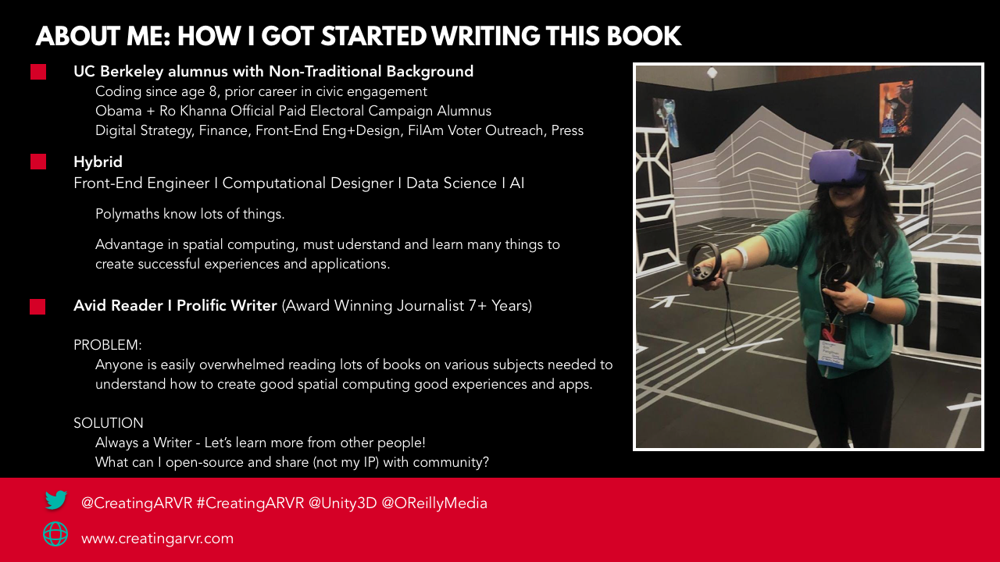 ABOUT ME: HOW I GOT STARTED WRITING THIS BOOK
UC Berkeley alumnus with Non-Traditional Background
Coding since age 8, prior career in civic engagement
Obama + Ro Khanna Official Paid Electoral Campaign Alumnus
Digital Strategy, Finance, Front-End Eng+Design, FilAm Voter Outreach, Press
Hybrid
Front-End Engineer I Computational Designer I Data Science I AI
Polymaths know lots of things.
Advantage in spatial computing, must uderstand and learn many things to
create successful experiences and applications.
Avid Reader I Prolific Writer (Award Winning Journalist 7+ Years)
PROBLEM:
Anyone is easily overwhelmed reading lots of books on various subjects needed to
understand how to create good spatial computing good experiences and apps.
SOLUTION
Always a Writer - Let's learn more from other people!
What can I open-source and share (not my IP) with community?
@CreatingARVR #CreatingARVR @Unity3D @OReillyMedia
www.creatingarvr.com